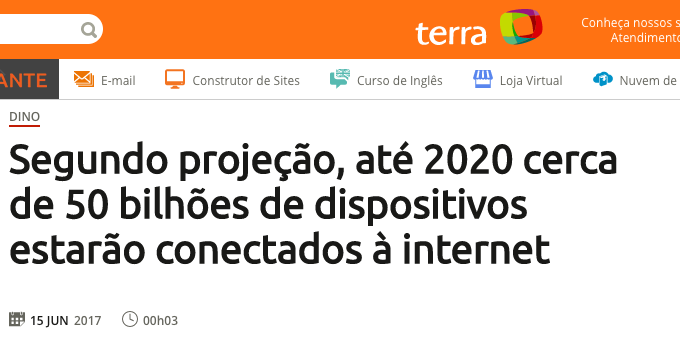 terra
Conheça nossos s
Atendimento
ANTE
E-mail
Construtor de Sites
Curso de Inglês
Loja Virtual
Nuvem de
DINO
Segundo projeção, até 2020 cerca
de 50 bilhões de dispositivos
estarão conectados à internet
15 JUN 2017
00h03